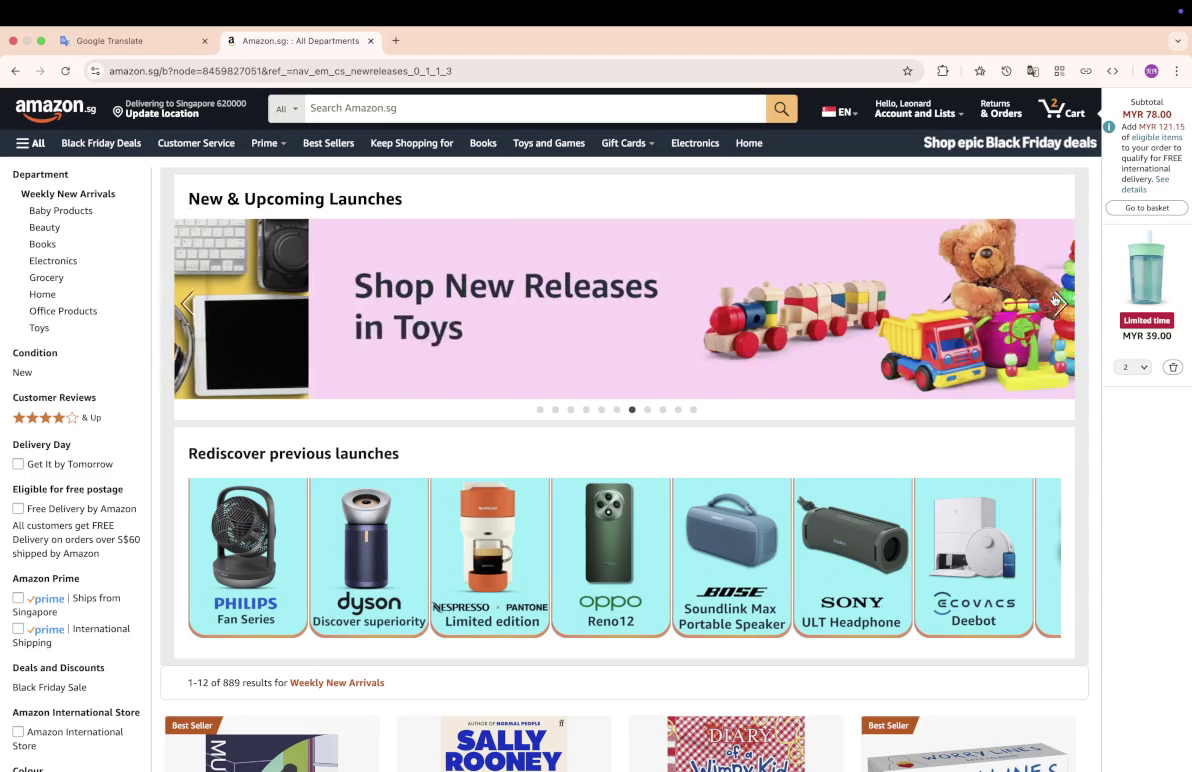 Google Translate
Amazon.sg: : All Departments
amazon.sg/b?node=8459827051&ref_=nav_em_cs_newreleases_0_1_1_3
amazon.sg
Delivering to Singapore 620000
Update location
All
Search Amazon.sg
EN
Hello, Leonard
Account and Lists
Returns
& Orders
2
Cart
All
Black Friday Deals
Customer Service
Prime
Best Sellers
Keep Shopping for
Books
Toys and Games
Gift Cards
Electronics
Home
Shop epic Black Friday deals
Subtotal
MYR 78.00
Add MYR 121.15
of eligible items
to your order to
qualify for FREE
international
delivery. See
details
Go to basket
Limited time
MYR 39.00
2
Department
Weekly New Arrivals
Baby Products
Beauty
Books
Electronics
Grocery
Home
Office Products
Toys
Condition
New
Customer Reviews
& Up
Delivery Day
Get It by Tomorrow
Eligible for free postage
Free Delivery by Amazon
All customers get FREE
Delivery on orders over S$60
shipped by Amazon
Amazon Prime
prime | Ships from
Singapore
prime | International
Shipping
Deals and Discounts
Black Friday Sale
Amazon International Store
Amazon International
Store
Colour
New & Upcoming Launches
Shop New Releases
in Toys
Rediscover previous launches
PHILIPS
Fan Series
dyson
Discover superiority
NESPRESSO × PANTONE
Limited edition
oppo
Reno12
BOSE
Soundlink Max
Portable Speaker
SONY
ULT Headphone
ECOVACS
Deebot
1-12 of 889 results for Weekly New Arrivals
Best Seller
MU
AUTHOR OF NORMAL PEOPLE
ff
SALLY
ROONEY
DIARY
of a
Wimpy Kid
Best Seller